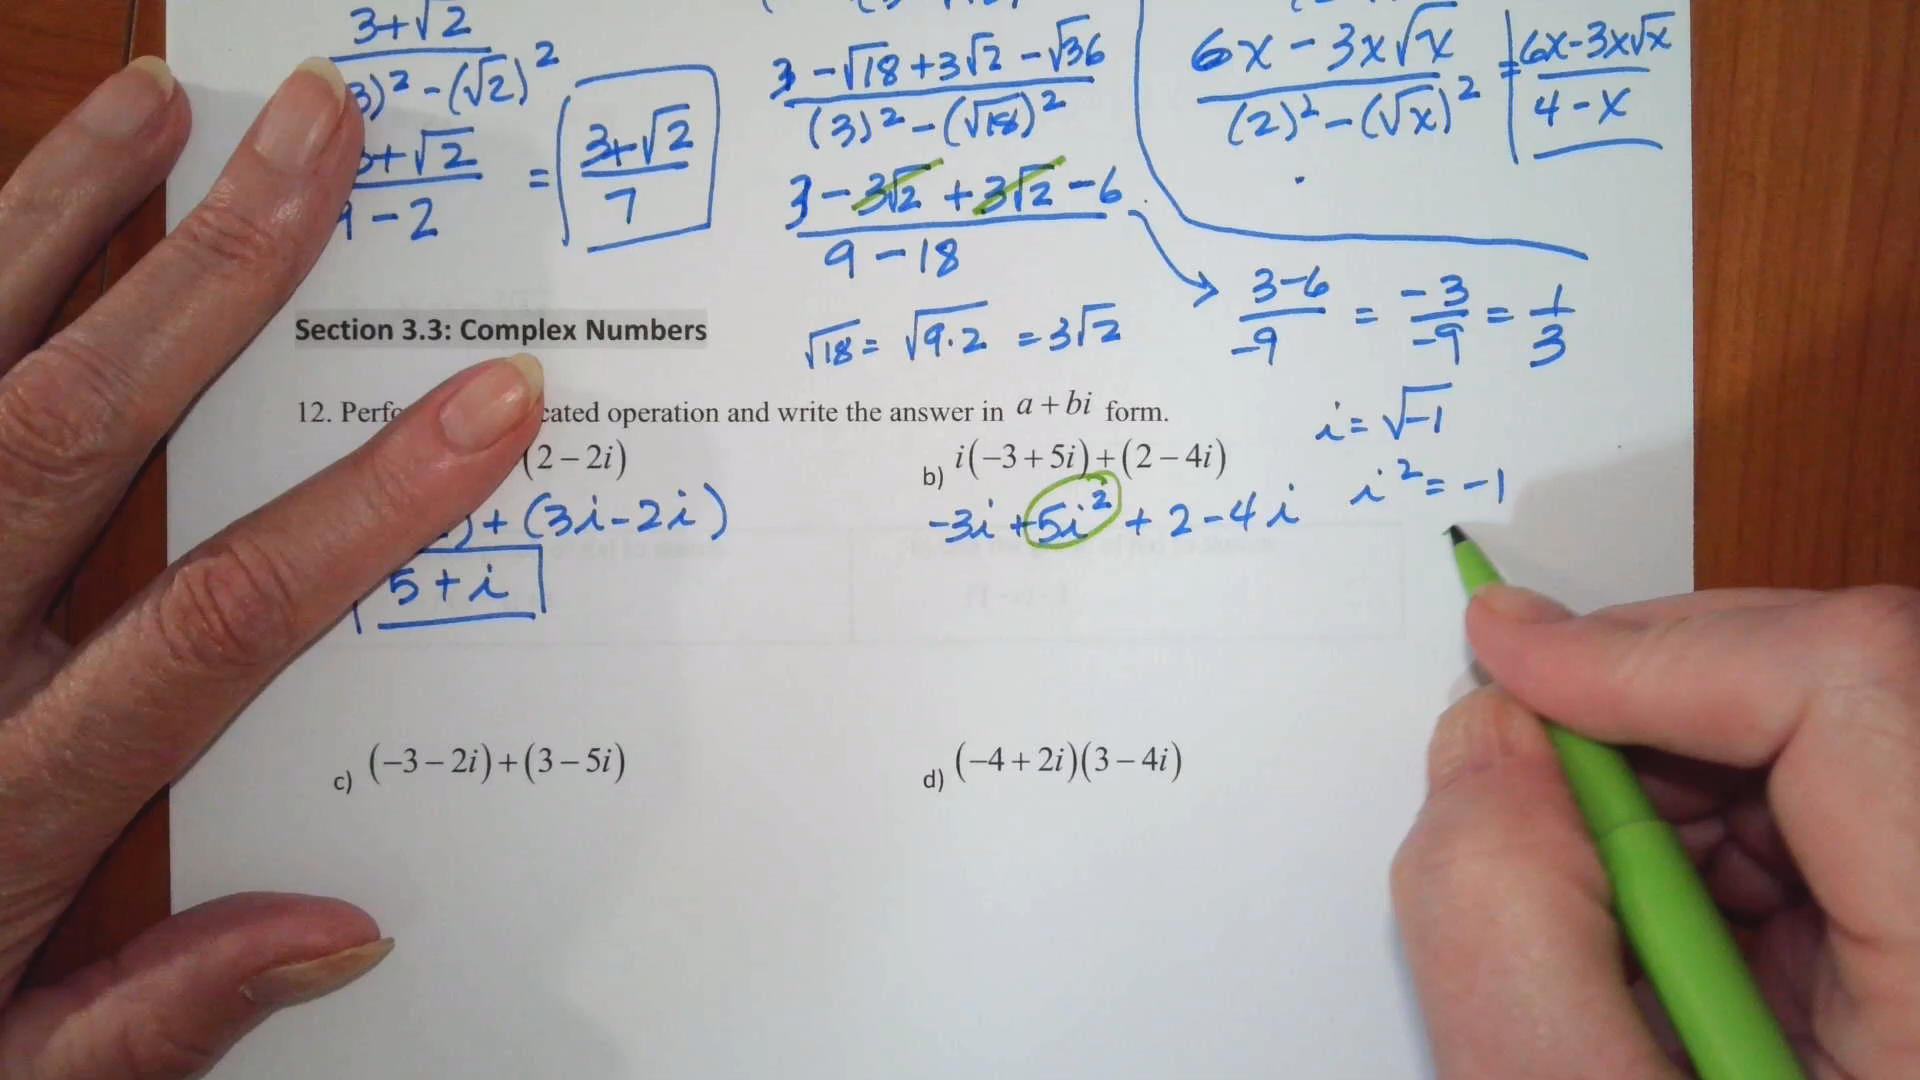 3+√2
3)² -(√2)²
3+√2
9 - 2
= 3+√2
7
3 - √18 + 3√2 - √36
(3)² - (√18)²
3 - 3√2 + 3√2 - 6
9 - 18
√18 = √9·2 = 3√2
6x - 3x√x
(2)² - (√x)²
= 6x-3x√x
4 - x
3-6 = -3 = 1
-9 -9 3
Section 3.3: Complex Numbers
12. Perfo cated operation and write the answer in a + bi form.
i = √-1
(2 − 2i)
b) i(−3 + 5i) + (2 − 4i)
i² = -1
) + (3i - 2i)
-3i + 5i² + 2 - 4i
5 + i
c) (−3 − 2i) + (3 − 5i)
d) (−4 + 2i)(3 − 4i)